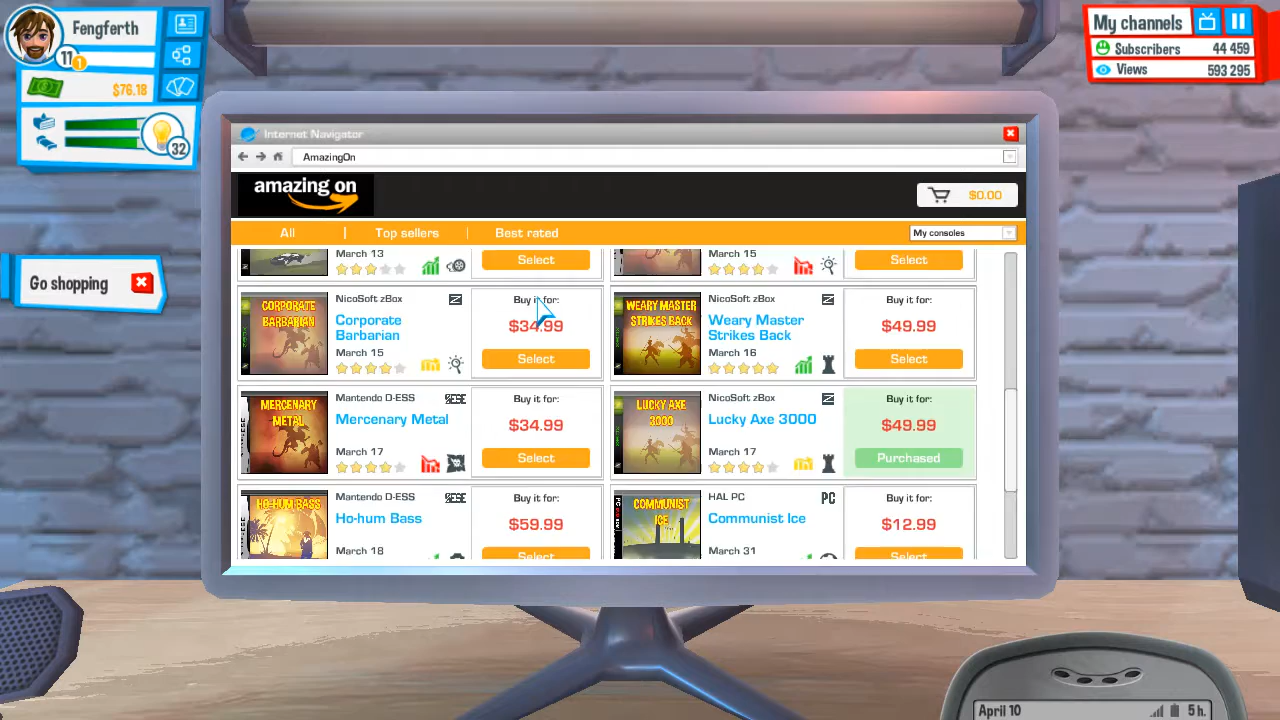 Fengferth
11
1
$76.18
32
My channels
Subscribers 44 459
Views 593 295
Internet Navigator
AmazingOn
amazing on
$0.00
All | Top sellers | Best rated
My consoles
March 13
Select
March 15
Select
CORPORATE BARBARIAN
NicoSoft zBox
Corporate
Barbarian
March 15
Buy it for:
$34.99
Select
WEARY MASTER STRIKES BACK
NicoSoft zBox
Weary Master
Strikes Back
March 16
Buy it for:
$49.99
Select
MERCENARY METAL
Mantendo D-ESS
Mercenary Metal
March 17
Buy it for:
$34.99
Select
LUCKY AXE 3000
NicoSoft zBox
Lucky Axe 3000
March 17
Buy it for:
$49.99
Purchased
HO-HUM BASS
Mantendo D-ESS
Ho-hum Bass
March 18
Buy it for:
$59.99
Select
COMMUNIST ICE
HAL PC
PC
Communist Ice
March 31
Buy it for:
$12.99
Select
Go shopping
April 10
5 h.